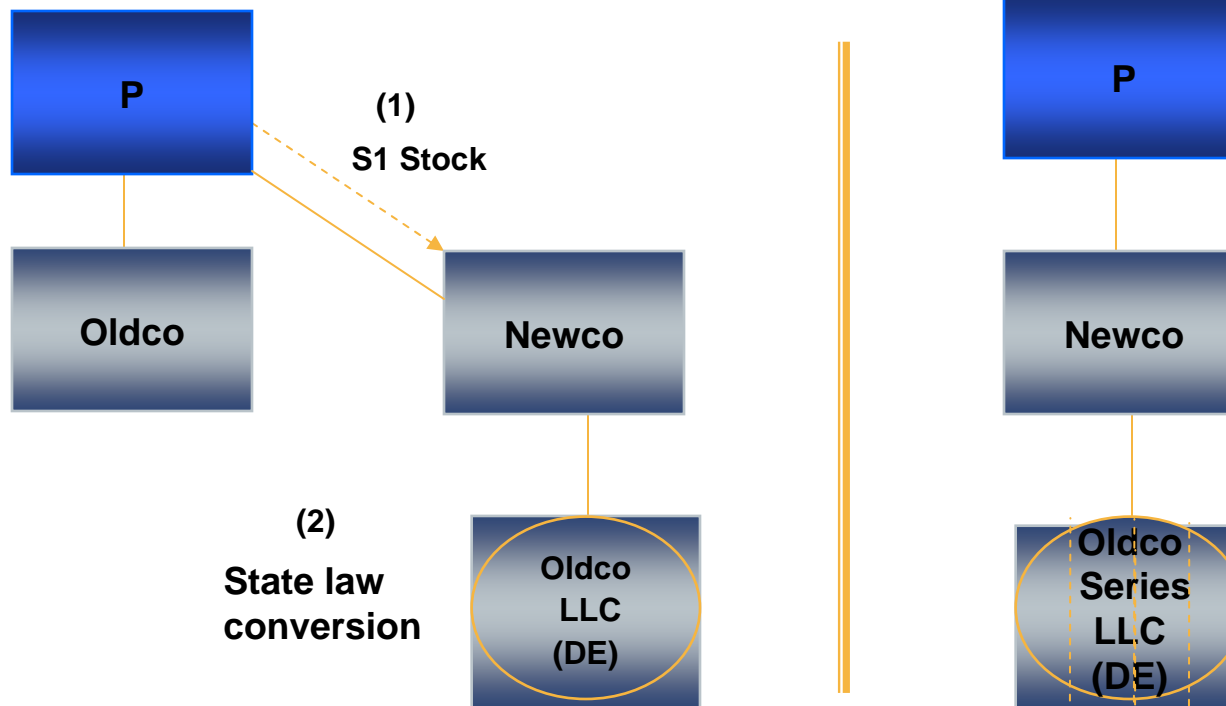 P
(1)
S1 Stock
Oldco
Newco
(2)
State law
conversion
Oldco
LLC
(DE)
P
Newco
Oldco
Series
LLC
(DE)